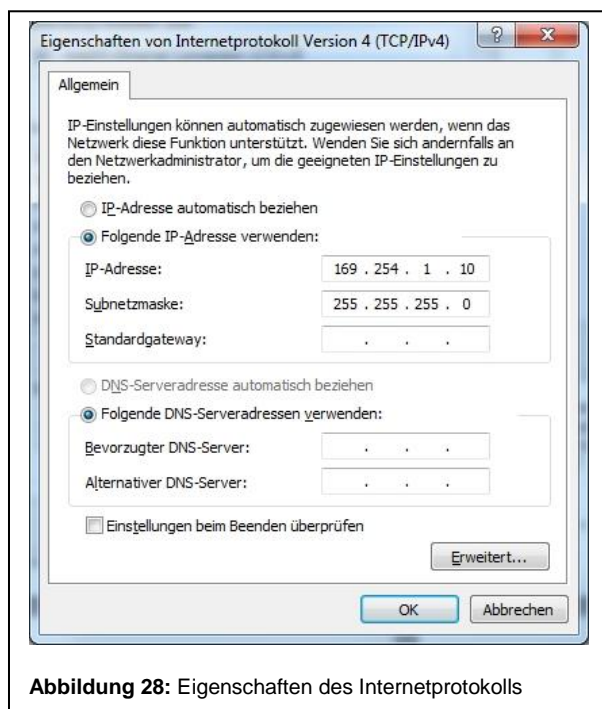 Eigenschaften von Internetprotokoll Version 4 (TCP/IPv4)
Allgemein
IP-Einstellungen können automatisch zugewiesen werden, wenn das
Netzwerk diese Funktion unterstützt. Wenden Sie sich andernfalls an
den Netzwerkadministrator, um die geeigneten IP-Einstellungen zu
beziehen.
IP-Adresse automatisch beziehen
Folgende IP-Adresse verwenden:
IP-Adresse: 169 . 254 . 1 . 10
Subnetzmaske: 255 . 255 . 255 . 0
Standardgateway: . . .
DNS-Serveradresse automatisch beziehen
Folgende DNS-Serveradressen verwenden:
Bevorzugter DNS-Server: . . .
Alternativer DNS-Server: . . .
Einstellungen beim Beenden überprüfen
Erweitert...
OK Abbrechen
Abbildung 28: Eigenschaften des Internetprotokolls